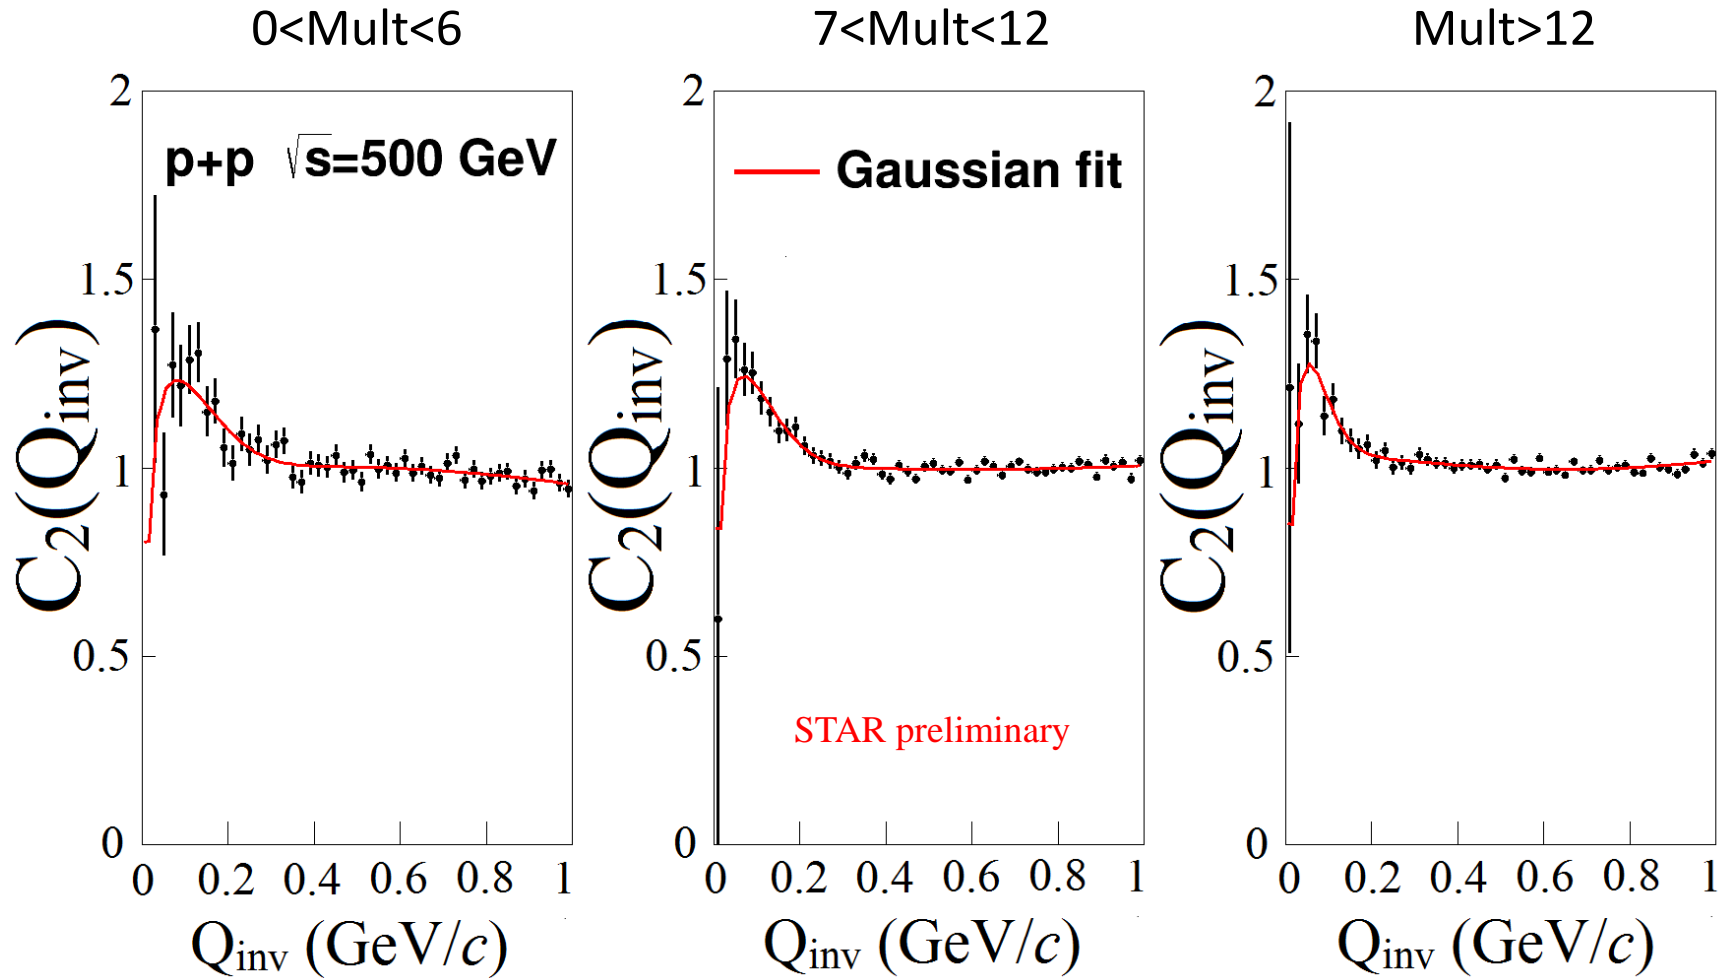 0<Mult<6
7<Mult<12
Mult>12
p+p √s=500 GeV
Gaussian fit
STAR preliminary
C2(Qinv)
2
1.5
1
0.5
0
0 0.2 0.4 0.6 0.8 1
Qinv (GeV/c)
C2(Qinv)
2
1.5
1
0.5
0
0 0.2 0.4 0.6 0.8 1
Qinv (GeV/c)
C2(Qinv)
2
1.5
1
0.5
0
0 0.2 0.4 0.6 0.8 1
Qinv (GeV/c)